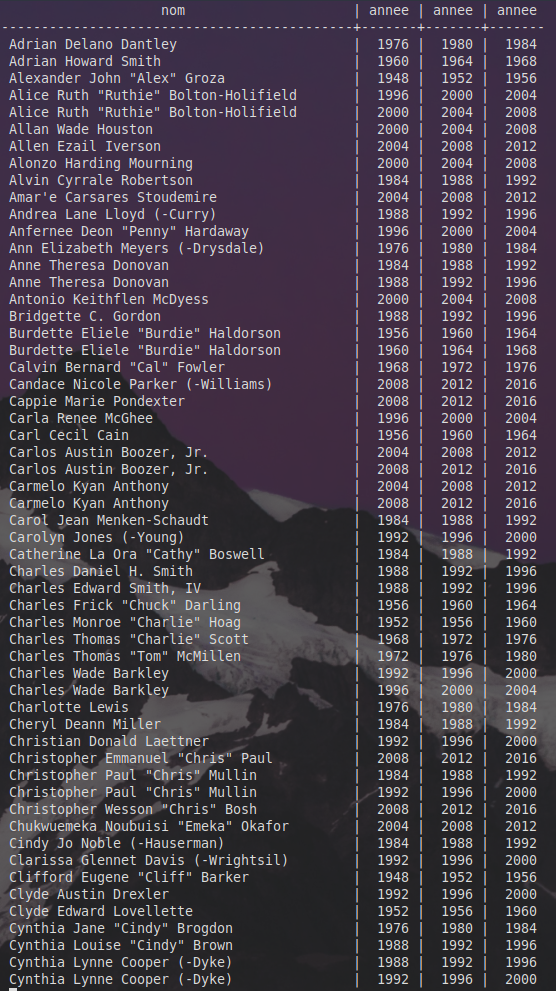 nom | annee | annee | annee
Adrian Delano Dantley | 1976 | 1980 | 1984
Adrian Howard Smith | 1960 | 1964 | 1968
Alexander John "Alex" Groza | 1948 | 1952 | 1956
Alice Ruth "Ruthie" Bolton-Holifield | 1996 | 2000 | 2004
Alice Ruth "Ruthie" Bolton-Holifield | 2000 | 2004 | 2008
Allan Wade Houston | 2000 | 2004 | 2008
Allen Ezail Iverson | 2004 | 2008 | 2012
Alonzo Harding Mourning | 2000 | 2004 | 2008
Alvin Cyrrale Robertson | 1984 | 1988 | 1992
Amar'e Carsares Stoudemire | 2004 | 2008 | 2012
Andrea Lane Lloyd (-Curry) | 1988 | 1992 | 1996
Anfernee Deon "Penny" Hardaway | 1996 | 2000 | 2004
Ann Elizabeth Meyers (-Drysdale) | 1976 | 1980 | 1984
Anne Theresa Donovan | 1984 | 1988 | 1992
Anne Theresa Donovan | 1988 | 1992 | 1996
Antonio Keithflen McDyess | 2000 | 2004 | 2008
Bridgette C. Gordon | 1988 | 1992 | 1996
Burdette Eliele "Burdie" Haldorson | 1956 | 1960 | 1964
Burdette Eliele "Burdie" Haldorson | 1960 | 1964 | 1968
Calvin Bernard "Cal" Fowler | 1968 | 1972 | 1976
Candace Nicole Parker (-Williams) | 2008 | 2012 | 2016
Cappie Marie Pondexter | 2008 | 2012 | 2016
Carla Renee McGhee | 1996 | 2000 | 2004
Carl Cecil Cain | 1956 | 1960 | 1964
Carlos Austin Boozer, Jr. | 2004 | 2008 | 2012
Carlos Austin Boozer, Jr. | 2008 | 2012 | 2016
Carmelo Kyan Anthony | 2004 | 2008 | 2012
Carmelo Kyan Anthony | 2008 | 2012 | 2016
Carol Jean Menken-Schaudt | 1984 | 1988 | 1992
Carolyn Jones (-Young) | 1992 | 1996 | 2000
Catherine La Ora "Cathy" Boswell | 1984 | 1988 | 1992
Charles Daniel H. Smith | 1988 | 1992 | 1996
Charles Edward Smith, IV | 1988 | 1992 | 1996
Charles Frick "Chuck" Darling | 1956 | 1960 | 1964
Charles Monroe "Charlie" Hoag | 1952 | 1956 | 1960
Charles Thomas "Charlie" Scott | 1968 | 1972 | 1976
Charles Thomas "Tom" McMillen | 1972 | 1976 | 1980
Charles Wade Barkley | 1992 | 1996 | 2000
Charles Wade Barkley | 1996 | 2000 | 2004
Charlotte Lewis | 1976 | 1980 | 1984
Cheryl Deann Miller | 1984 | 1988 | 1992
Christian Donald Laettner | 1992 | 1996 | 2000
Christopher Emmanuel "Chris" Paul | 2008 | 2012 | 2016
Christopher Paul "Chris" Mullin | 1984 | 1988 | 1992
Christopher Paul "Chris" Mullin | 1992 | 1996 | 2000
Christopher Wesson "Chris" Bosh | 2008 | 2012 | 2016
Chukwuemeka Noubuisi "Emeka" Okafor | 2004 | 2008 | 2012
Cindy Jo Noble (-Hauserman) | 1984 | 1988 | 1992
Clarissa Glennet Davis (-Wrightsil) | 1992 | 1996 | 2000
Clifford Eugene "Cliff" Barker | 1948 | 1952 | 1956
Clyde Austin Drexler | 1992 | 1996 | 2000
Clyde Edward Lovellette | 1952 | 1956 | 1960
Cynthia Jane "Cindy" Brogdon | 1976 | 1980 | 1984
Cynthia Louise "Cindy" Brown | 1988 | 1992 | 1996
Cynthia Lynne Cooper (-Dyke) | 1988 | 1992 | 1996
Cynthia Lynne Cooper (-Dyke) | 1992 | 1996 | 2000